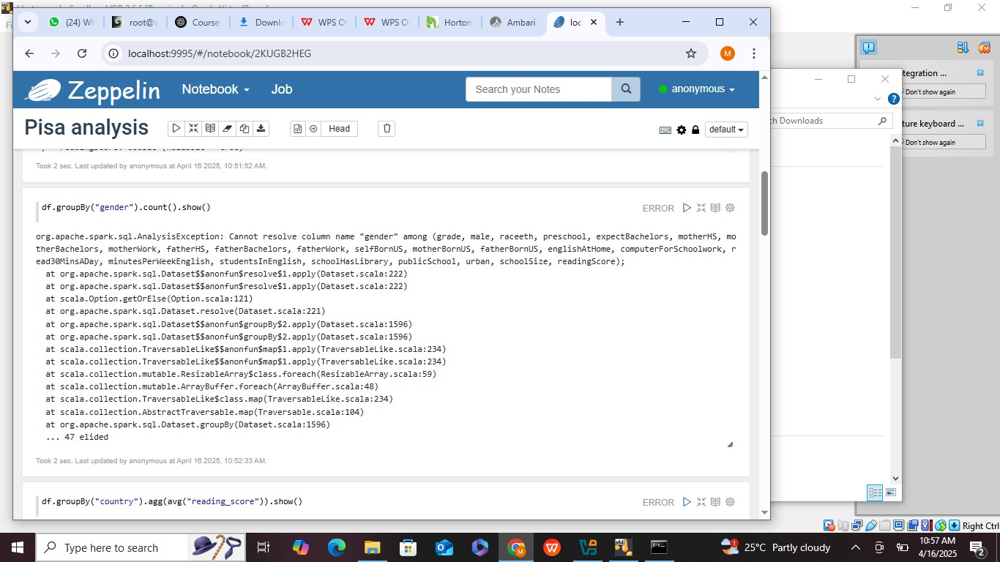 (24) Wh
root@s
Course
Downlo
WPS O
WPS O
Horton
Ambari
loc
localhost:9995/#/notebook/2KUGB2HEG
M
Zeppelin
Notebook
Job
Search your Notes
anonymous
Pisa analysis
Head
default
Took 2 sec. Last updated by anonymous at April 16 2025, 10:51:52 AM.
df.groupBy("gender").count().show()
ERROR
org.apache.spark.sql.AnalysisException: Cannot resolve column name "gender" among (grade, male, raceeth, preschool, expectBachelors, motherHS, mo
therBachelors, motherWork, fatherHS, fatherBachelors, fatherWork, selfBornUS, motherBornUS, fatherBornUS, englishAtHome, computerForSchoolwork, r
ead30MinsADay, minutesPerWeekEnglish, studentsInEnglish, schoolHasLibrary, publicSchool, urban, schoolSize, readingScore);
at org.apache.spark.sql.Dataset$$anonfun$resolve$1.apply(Dataset.scala:222)
at org.apache.spark.sql.Dataset$$anonfun$resolve$1.apply(Dataset.scala:222)
at scala.Option.getOrElse(Option.scala:121)
at org.apache.spark.sql.Dataset.resolve(Dataset.scala:221)
at org.apache.spark.sql.Dataset$$anonfun$groupBy$2.apply(Dataset.scala:1596)
at org.apache.spark.sql.Dataset$$anonfun$groupBy$2.apply(Dataset.scala:1596)
at scala.collection.TraversableLike$$anonfun$map$1.apply(TraversableLike.scala:234)
at scala.collection.TraversableLike$$anonfun$map$1.apply(TraversableLike.scala:234)
at scala.collection.mutable.ResizableArray$class.foreach(ResizableArray.scala:59)
at scala.collection.mutable.ArrayBuffer.foreach(ArrayBuffer.scala:48)
at scala.collection.TraversableLike$class.map(TraversableLike.scala:234)
at scala.collection.AbstractTraversable.map(Traversable.scala:104)
at org.apache.spark.sql.Dataset.groupBy(Dataset.scala:1596)
... 47 elided
Took 2 sec. Last updated by anonymous at April 16 2025, 10:52:33 AM.
df.groupBy("country").agg(avg("reading_score")).show()
ERROR
tegration ...
Don't show again
ture keyboard ...
Don't show again
ch Downloads
Right Ctrl
Type here to search
25°C Partly cloudy
10:57 AM
4/16/2025
2